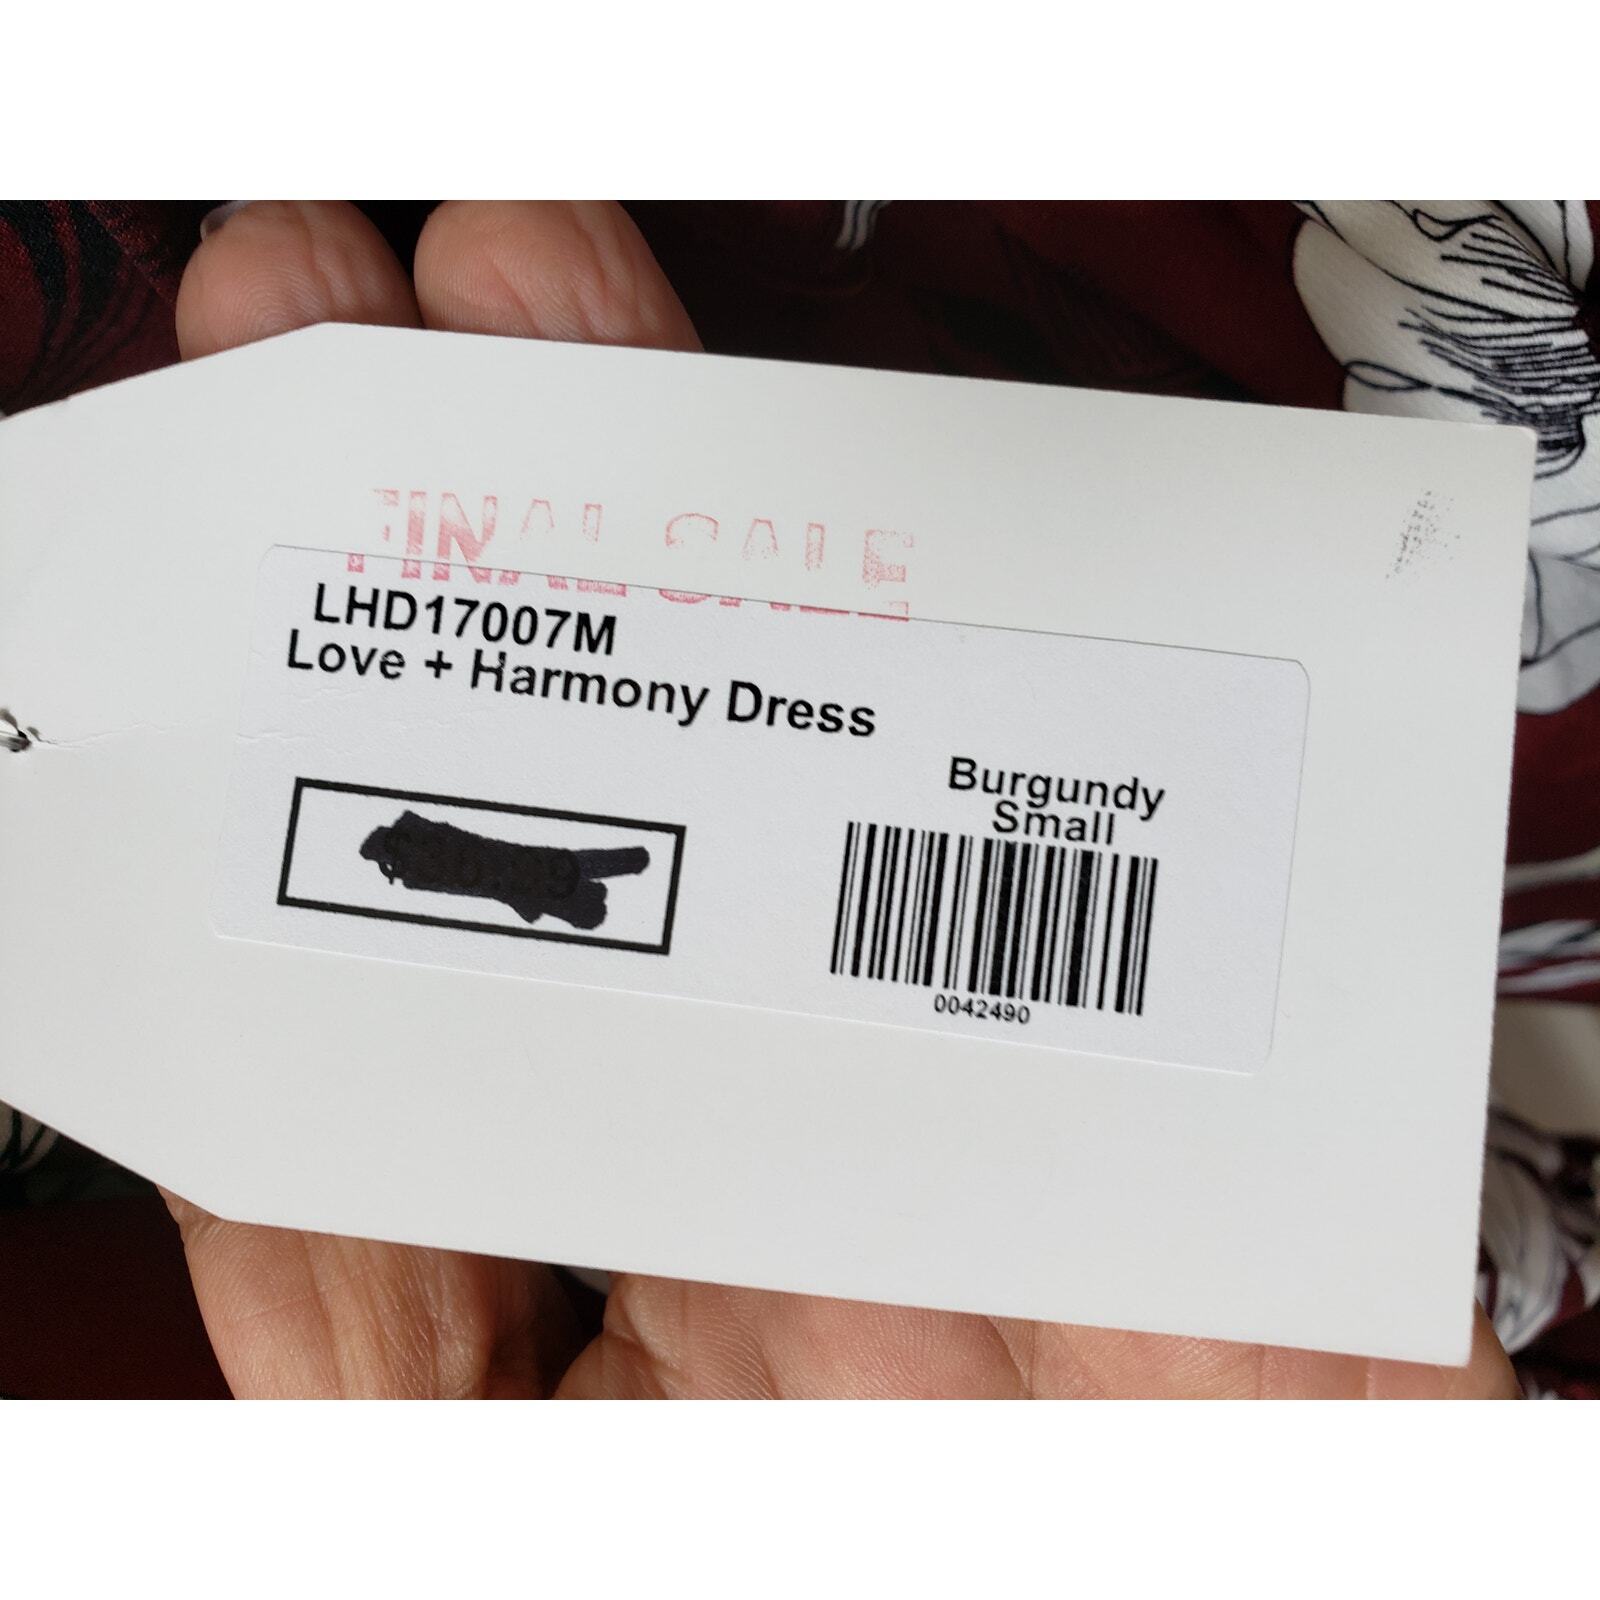 FINAL SALE
LHD17007M
Love + Harmony Dress
Burgundy
Small
0042490